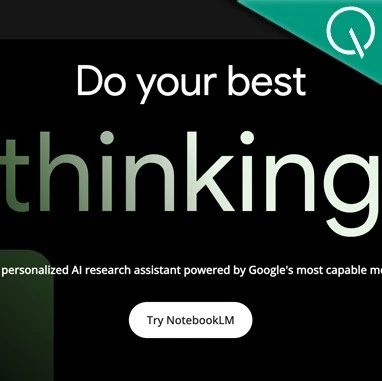 Do your best
thinking
personalized AI research assistant powered by Google's most capable
Try NotebookLM